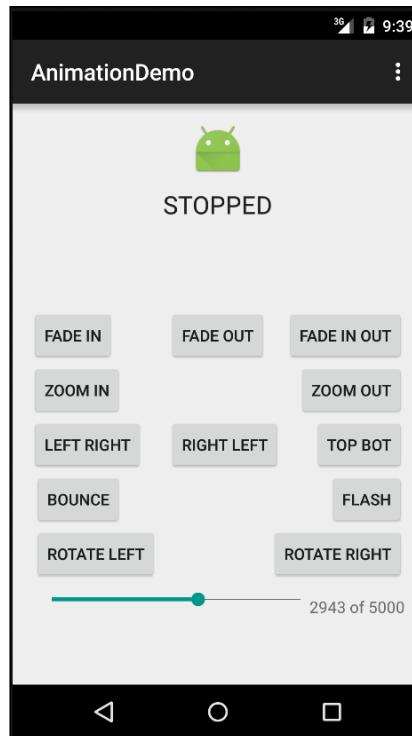 3G 9:39
AnimationDemo
STOPPED
FADE IN FADE OUT FADE IN OUT
ZOOM IN ZOOM OUT
LEFT RIGHT RIGHT LEFT TOP BOT
BOUNCE FLASH
ROTATE LEFT ROTATE RIGHT
2943 of 5000